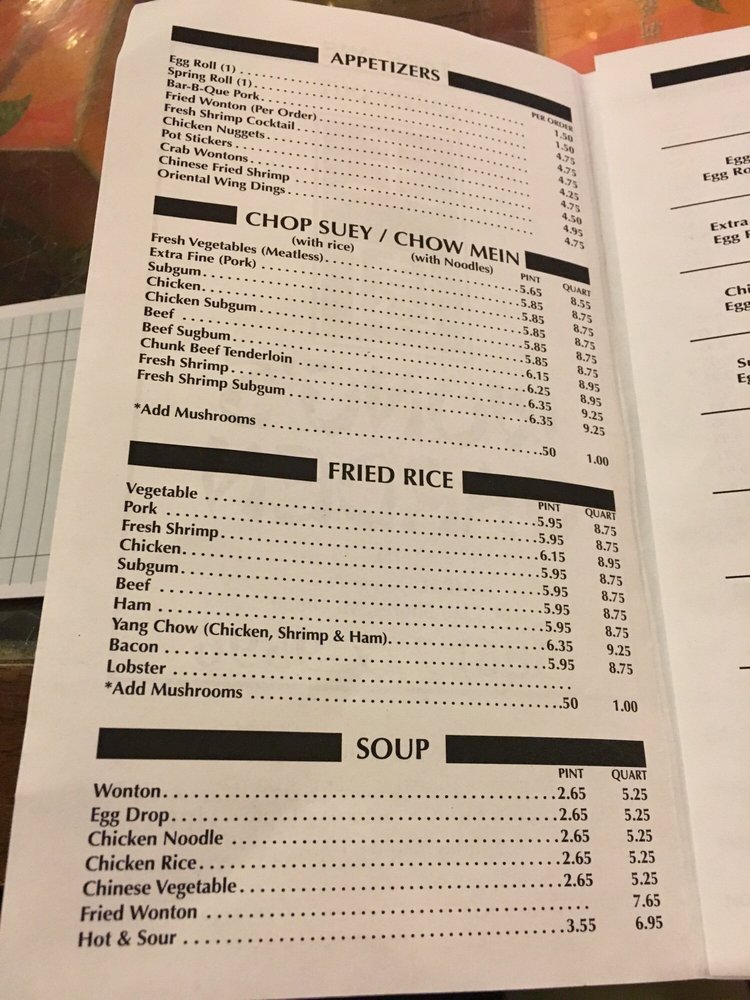 APPETIZERS
PER ORDER
Egg Roll (1) 1.50
Spring Roll (1) 1.50
Bar-B-Que Pork 4.75
Fried Wonton (Per Order) 4.75
Fresh Shrimp Cocktail 4.75
Chicken Nuggets 4.25
Pot Stickers 4.75
Crab Wontons 4.50
Chinese Fried Shrimp 4.95
Oriental Wing Dings 4.75
CHOP SUEY / CHOW MEIN
(with rice) (with Noodles)
PINT QUART
Fresh Vegetables (Meatless) 5.65 8.55
Extra Fine (Pork) 5.85 8.75
Subgum 5.85 8.75
Chicken 5.85 8.75
Chicken Subgum 5.85 8.75
Beef 5.85 8.75
Beef Sugbum 6.15 8.95
Chunk Beef Tenderloin 6.25 8.95
Fresh Shrimp 6.35 9.25
Fresh Shrimp Subgum 6.35 9.25
*Add Mushrooms .50 1.00
FRIED RICE
PINT QUART
Vegetable 5.95 8.75
Pork 5.95 8.75
Fresh Shrimp 6.15 8.95
Chicken 5.95 8.75
Subgum 5.95 8.75
Beef 5.95 8.75
Ham 5.95 8.75
Yang Chow (Chicken, Shrimp & Ham) 6.35 9.25
Bacon 5.95 8.75
Lobster
*Add Mushrooms .50 1.00
SOUP
PINT QUART
Wonton 2.65 5.25
Egg Drop 2.65 5.25
Chicken Noodle 2.65 5.25
Chicken Rice 2.65 5.25
Chinese Vegetable 2.65 5.25
Fried Wonton 7.65
Hot & Sour 3.55 6.95
Egg
Egg Ro
Extra
Egg
Chi
Egg